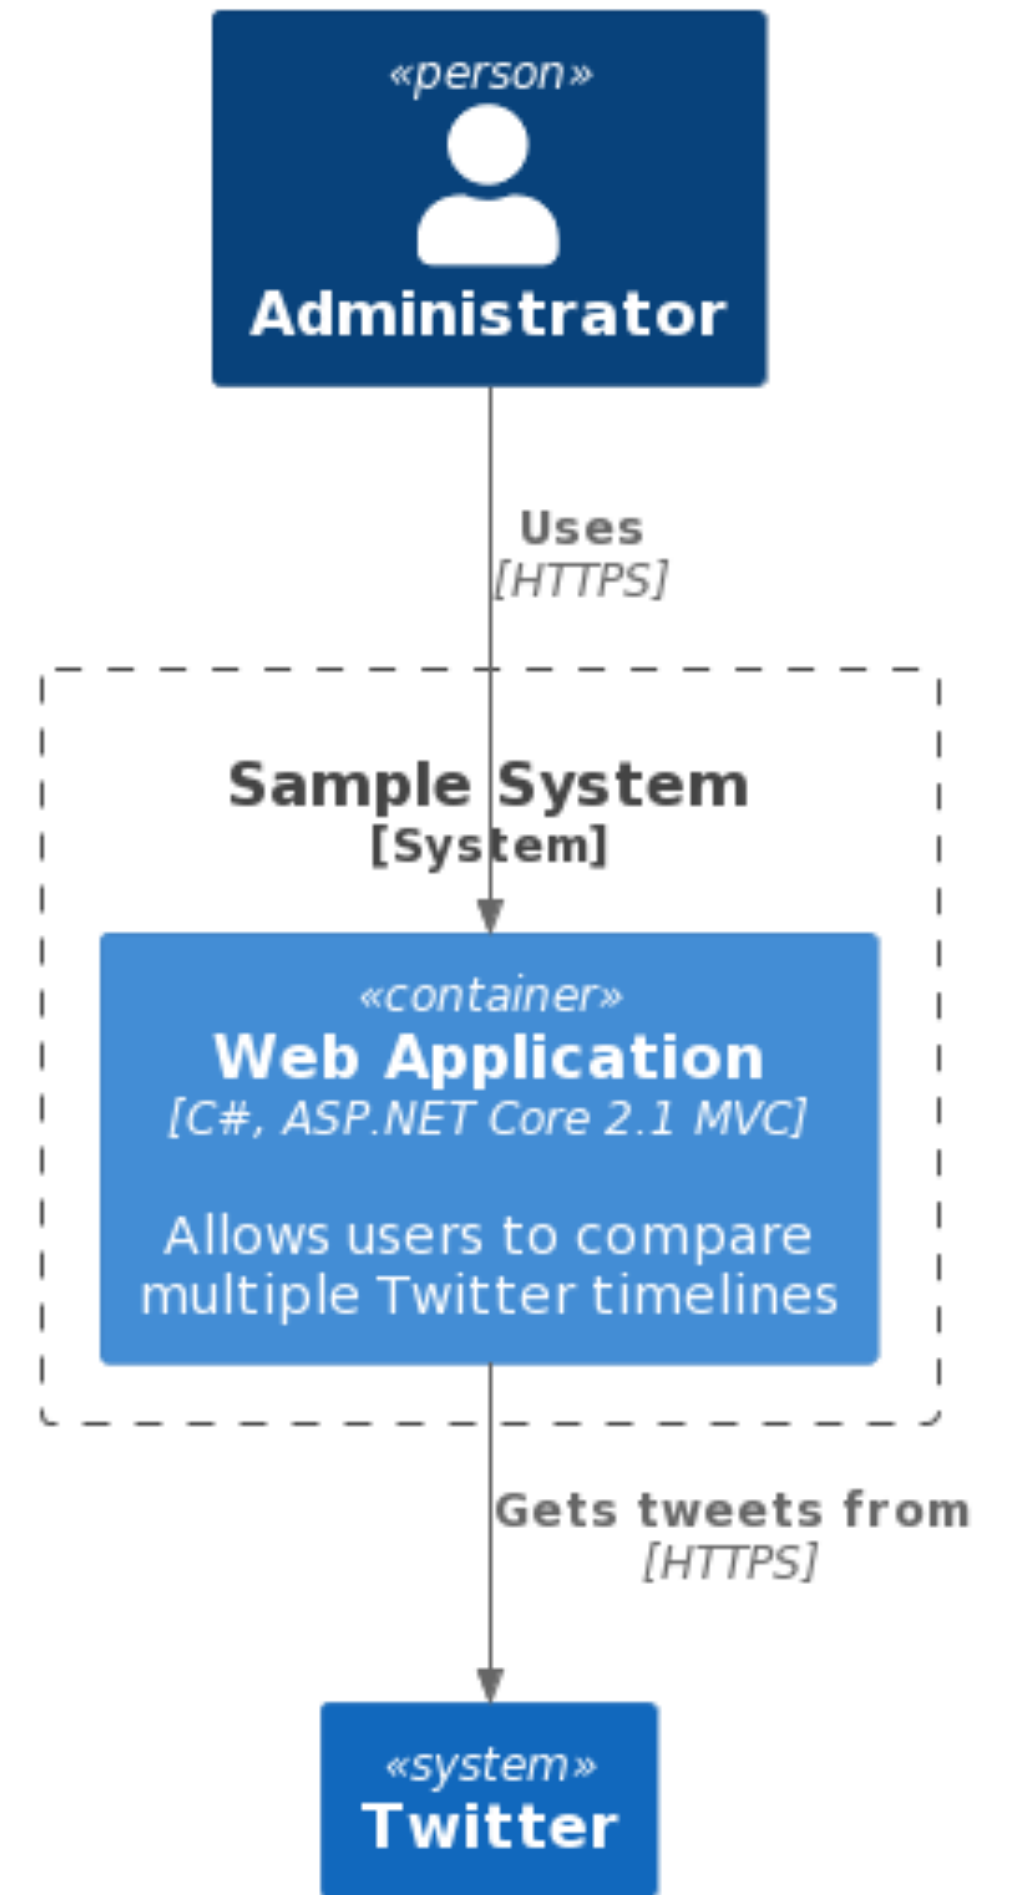 «person»
Administrator
Uses
[HTTPS]
Sample System
[System]
«container»
Web Application
[C#, ASP.NET Core 2.1 MVC]
Allows users to compare
multiple Twitter timelines
Gets tweets from
[HTTPS]
«system»
Twitter